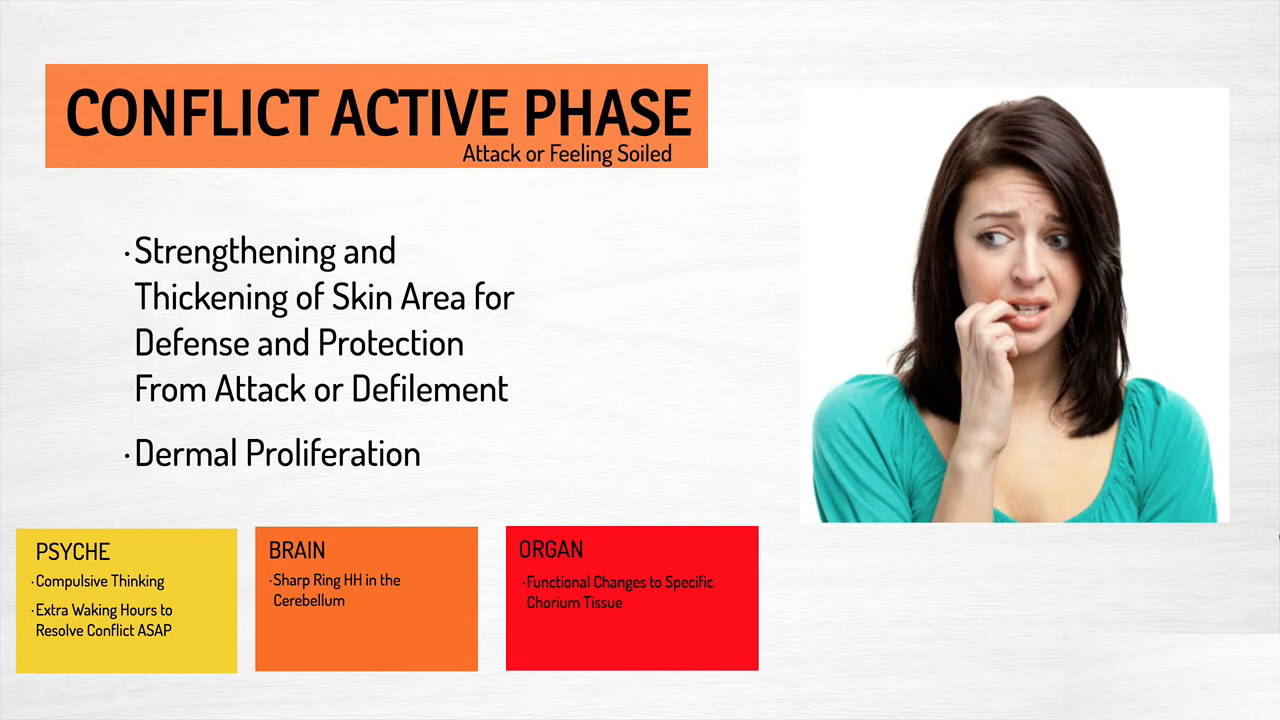 CONFLICT ACTIVE PHASE
Attack or Feeling Soiled
· Strengthening and
Thickening of Skin Area for
Defense and Protection
From Attack or Defilement
· Dermal Proliferation
PSYCHE
· Compulsive Thinking
· Extra Waking Hours to
Resolve Conflict ASAP
BRAIN
· Sharp Ring HH in the
Cerebellum
ORGAN
· Functional Changes to Specific
Chorium Tissue